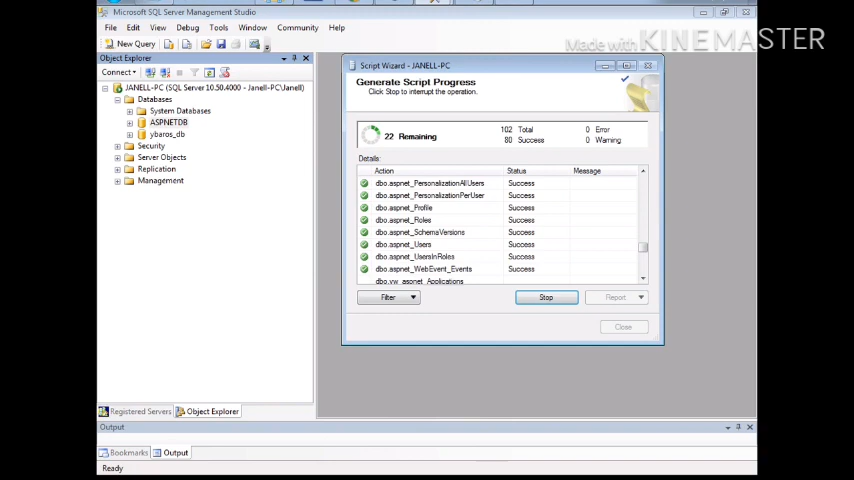 Microsoft SQL Server Management Studio
File Edit View Debug Tools Window Community Help
New Query
Made with KINEMASTER
Object Explorer
Connect
JANELL-PC (SQL Server 10.50.4000 - Janell-PC\Janell)
Databases
System Databases
ASPNETDB
ybaros_db
Security
Server Objects
Replication
Management
Script Wizard - JANELL-PC
Generate Script Progress
Click Stop to interrupt the operation.
22 Remaining
102 Total 0 Error
80 Success 0 Warning
Details:
Action Status Message
dbo.aspnet_PersonalizationAllUsers Success
dbo.aspnet_PersonalizationPerUser Success
dbo.aspnet_Profile Success
dbo.aspnet_Roles Success
dbo.aspnet_SchemaVersions Success
dbo.aspnet_Users Success
dbo.aspnet_UsersInRoles Success
dbo.aspnet_WebEvent_Events Success
dbo.vw_aspnet_Applications
Filter Stop Report
Close
Registered Servers Object Explorer
Output
Bookmarks Output
Ready